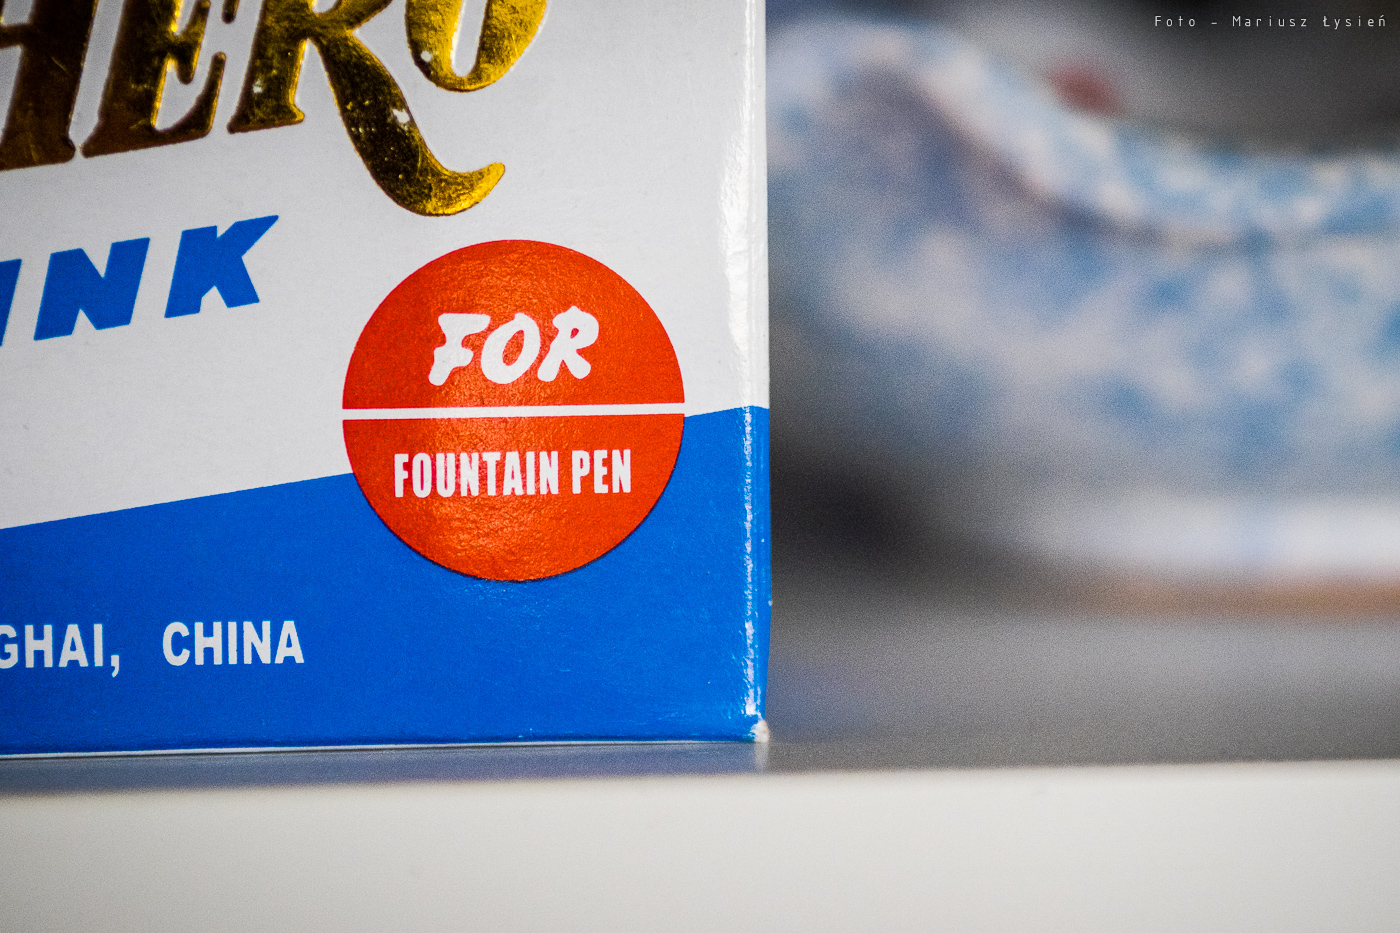 Foto - Mariusz Łysień
HERO
INK
FOR
FOUNTAIN PEN
GHAI, CHINA